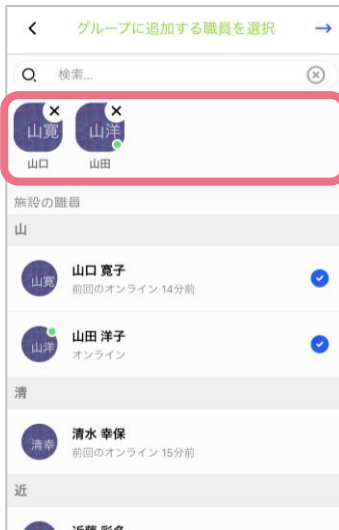 グループに追加する職員を選択
検索...
山寛 山洋
山口 山田
施設の職員
山
山寛 山口 寛子
前回のオンライン 14分前
山洋 山田 洋子
オンライン
清
清幸 清水 幸保
前回のオンライン 15分前
近
近藤 彩名